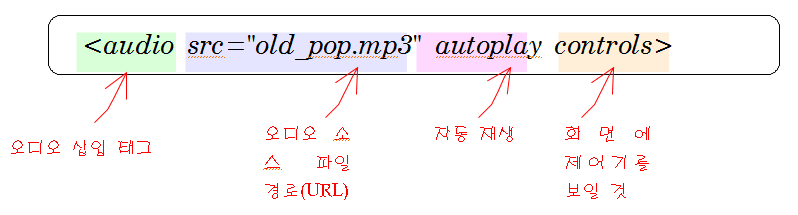 <audio src="old_pop.mp3" autoplay controls>
오디오 삽입 태그
오디오 소
스 파일
경로(URL)
자동 재생
화 면 에
제어기를
보일 것